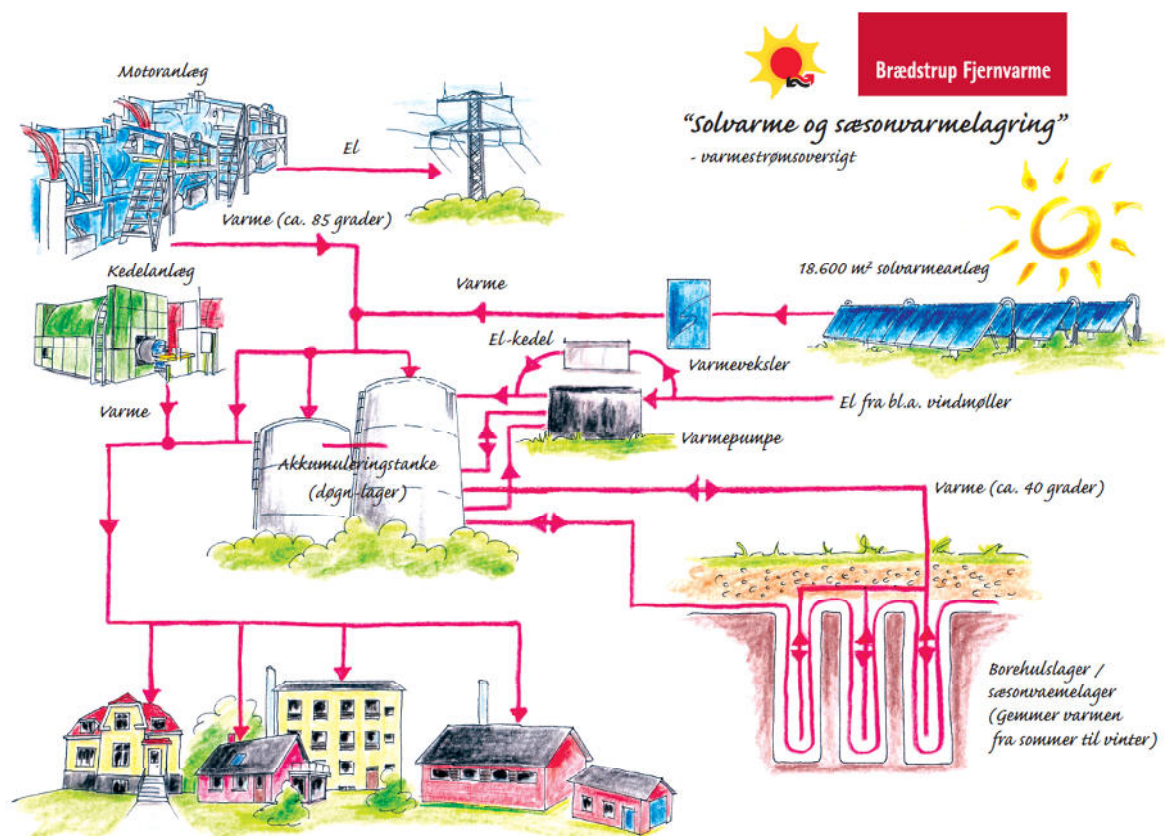 Brædstrup Fjernvarme
"Solvarme og sæsonvarmelagring"
- varmestrømsoversigt
Motoranlæg
El
Varme (ca. 85 grader)
Kedelanlæg
Varme
18.600 m² solvarmeanlæg
Varme
El-kedel
Varmeveksler
El fra bl.a. vindmøller
Varmepumpe
Akkumuleringstanke
(døgn-lager)
Varme (ca. 40 grader)
Borehulslager /
sæsonvaemelager
(Gemmer varmen
fra sommer til vinter)